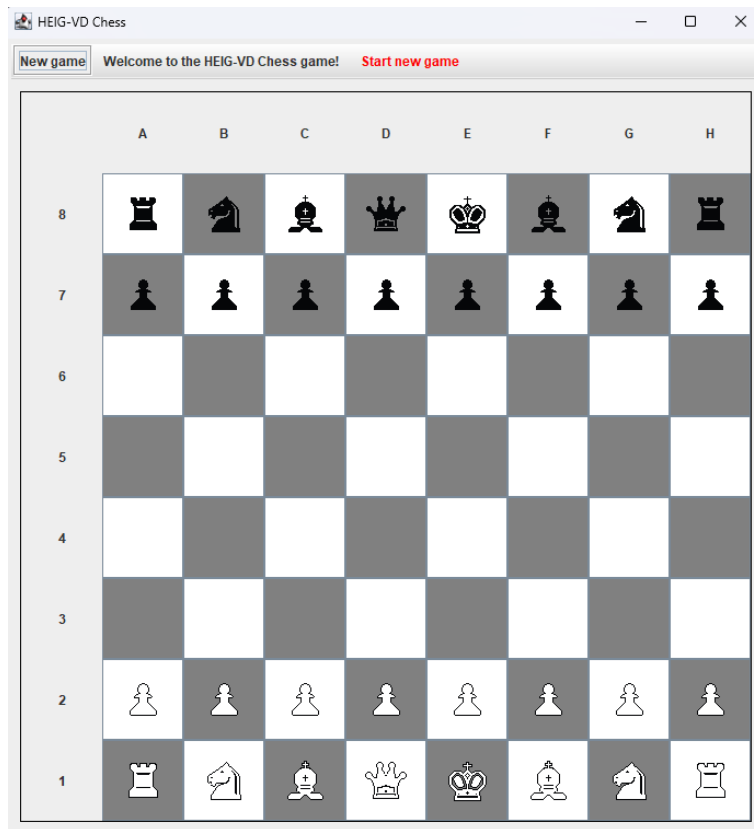 HEIG-VD Chess
New game Welcome to the HEIG-VD Chess game! Start new game
A B C D E F G H
8
7
6
5
4
3
2
1